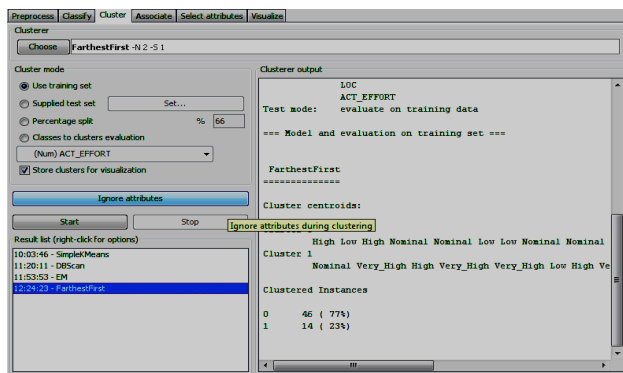 Preprocess Classify Cluster Associate Select attributes Visualize
Clusterer
Choose FarthestFirst -N 2 -S 1
Cluster mode
Use training set
Supplied test set Set...
Percentage split % 66
Classes to clusters evaluation
(Num) ACT_EFFORT
Store clusters for visualization
Ignore attributes
Start Stop
Ignore attributes during clustering
Result list (right-click for options)
10:03:46 - SimpleKMeans
11:20:11 - DBScan
11:53:53 - EM
12:24:23 - FarthestFirst
Clusterer output
LOC
ACT_EFFORT
Test mode: evaluate on training data
=== Model and evaluation on training set ===
FarthestFirst
==============
Cluster centroids:
High Low High Nominal Nominal Low Low Nominal Nominal
Cluster 1
Nominal Very_High High Very_High Very_High Low High Ve
Clustered Instances
0 46 ( 77%)
1 14 ( 23%)